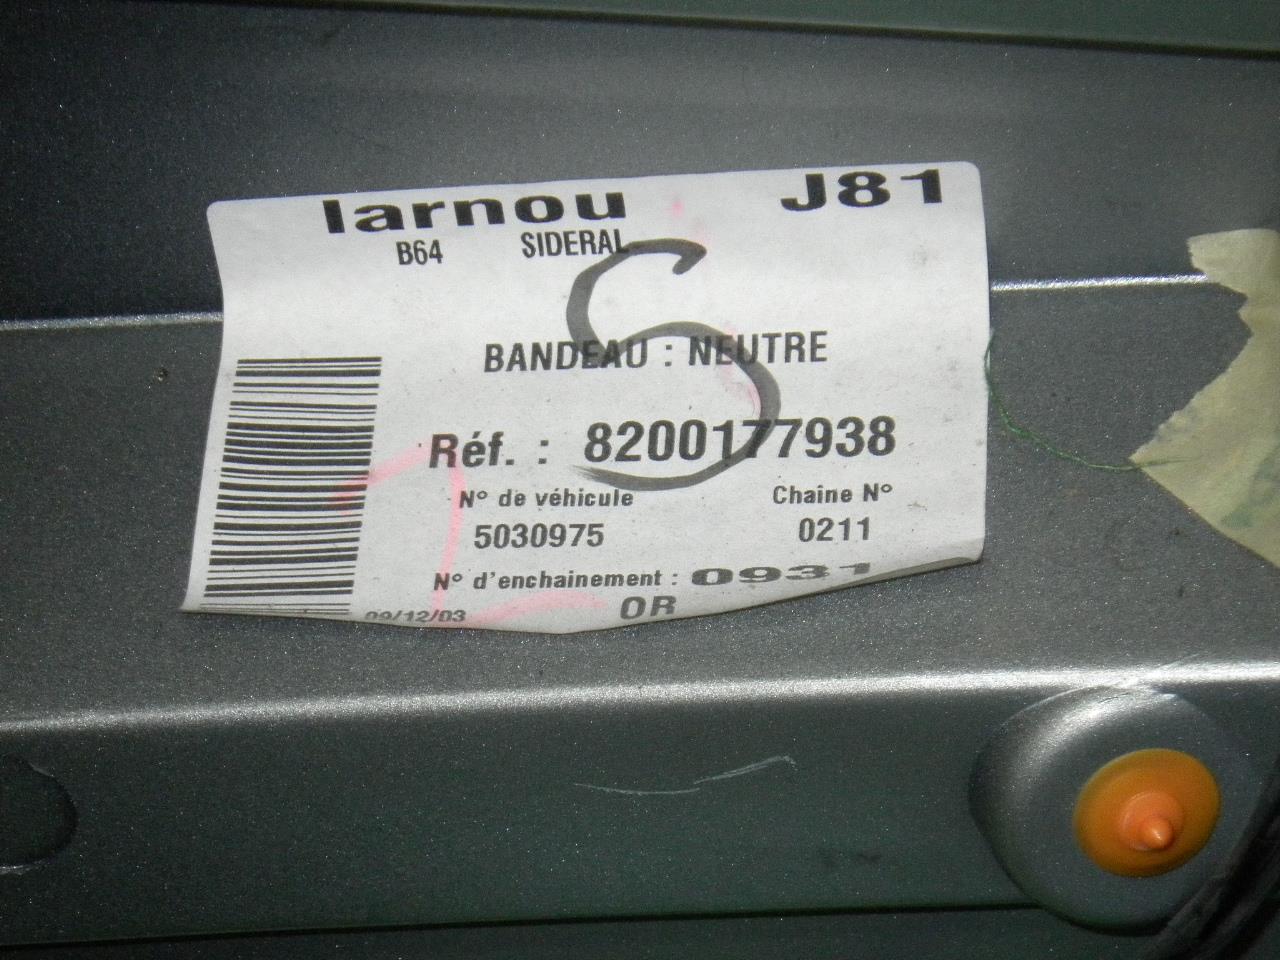 larnou J81
B64 SIDERAL
S
BANDEAU : NEUTRE
Réf. : 8200177938
N° de véhicule Chaine N°
5030975 0211
N° d'enchainement : 0931
09/12/03 OR